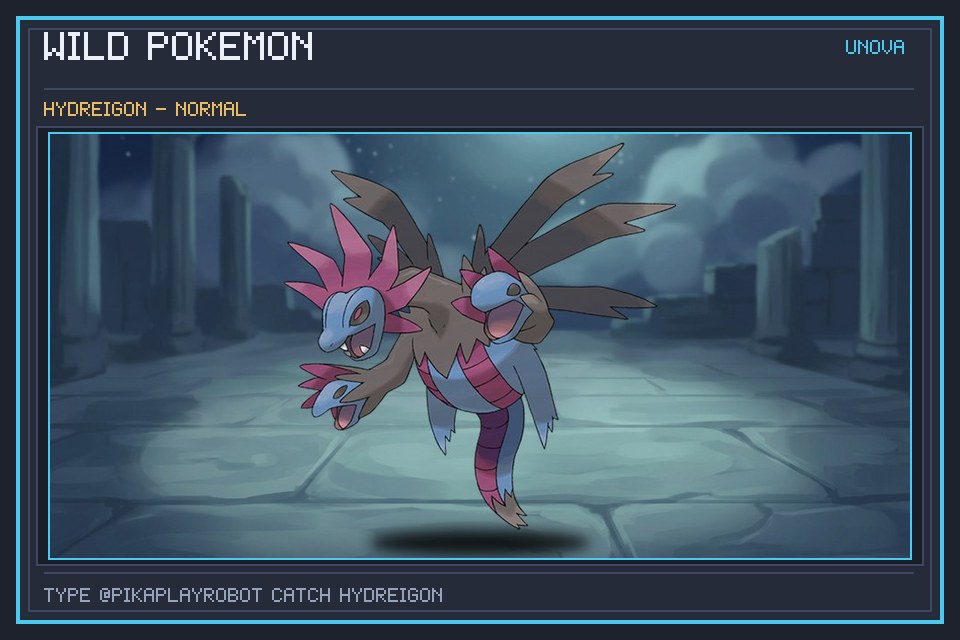 WILD POKEMON
UNOVA
HYDREIGON - NORMAL
TYPE @PIKAPLAYROBOT CATCH HYDREIGON